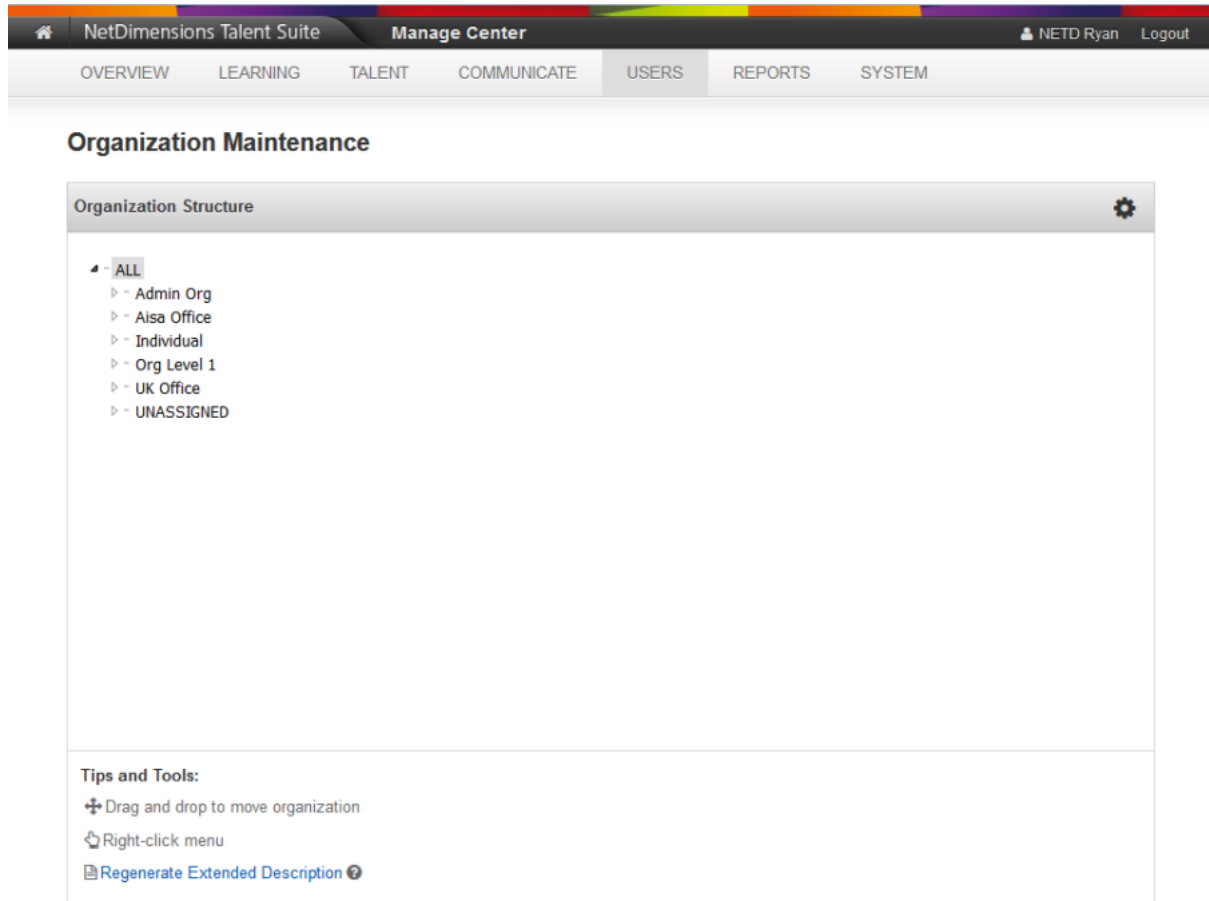 NetDimensions Talent Suite Manage Center NETD Ryan Logout
OVERVIEW LEARNING TALENT COMMUNICATE USERS REPORTS SYSTEM
Organization Maintenance
Organization Structure
ALL
Admin Org
Aisa Office
Individual
Org Level 1
UK Office
UNASSIGNED
Tips and Tools:
Drag and drop to move organization
Right-click menu
Regenerate Extended Description